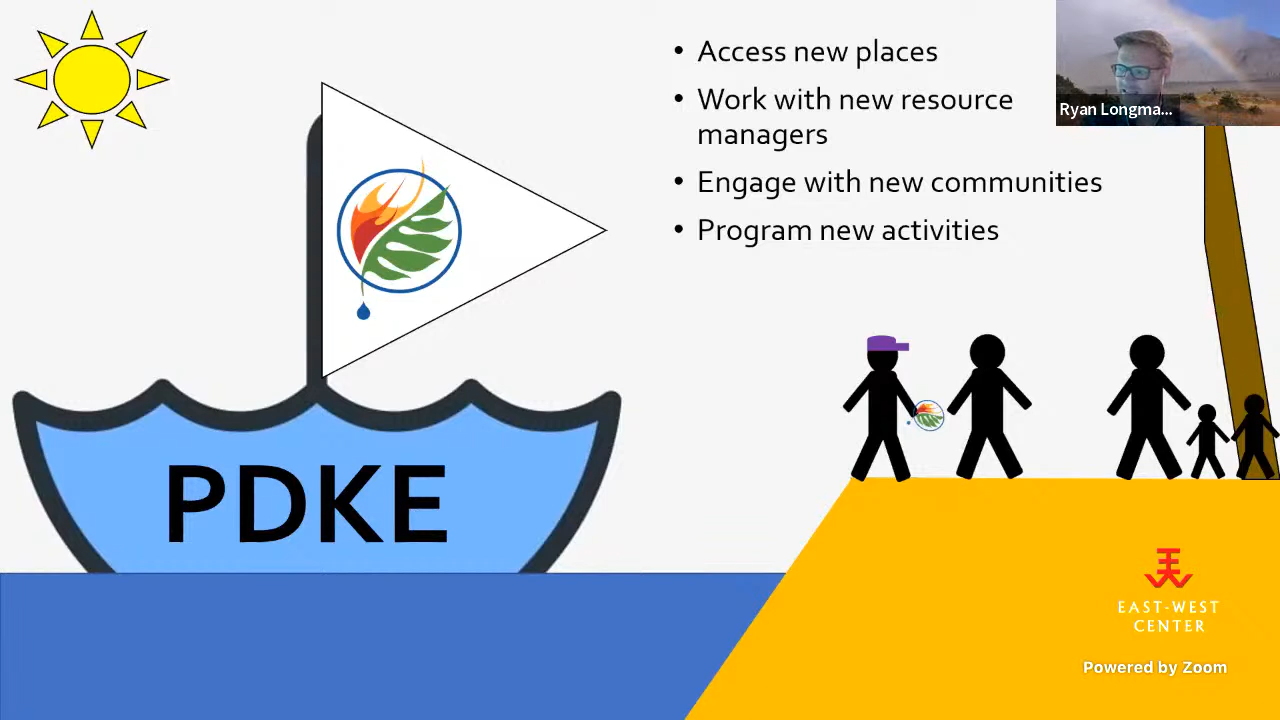 • Access new places
• Work with new resource
managers
• Engage with new communities
• Program new activities
Ryan Longma...
PDKE
EAST-WEST
CENTER
Powered by Zoom